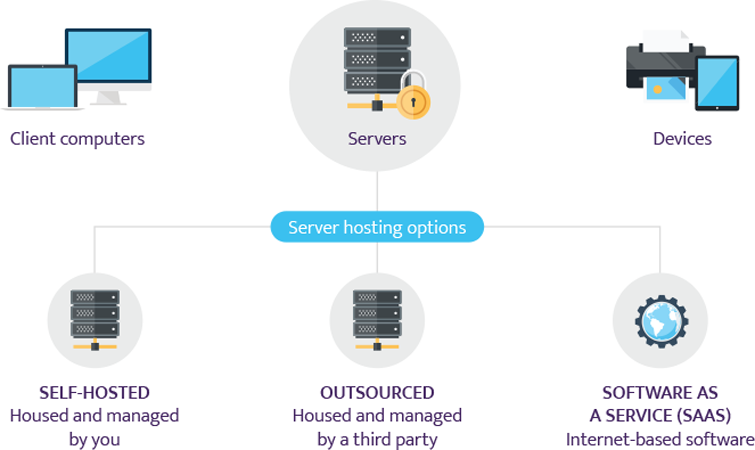 Client computers
Servers
Devices
Server hosting options
SELF-HOSTED
Housed and managed
by you
OUTSOURCED
Housed and managed
by a third party
SOFTWARE AS
A SERVICE (SAAS)
Internet-based software